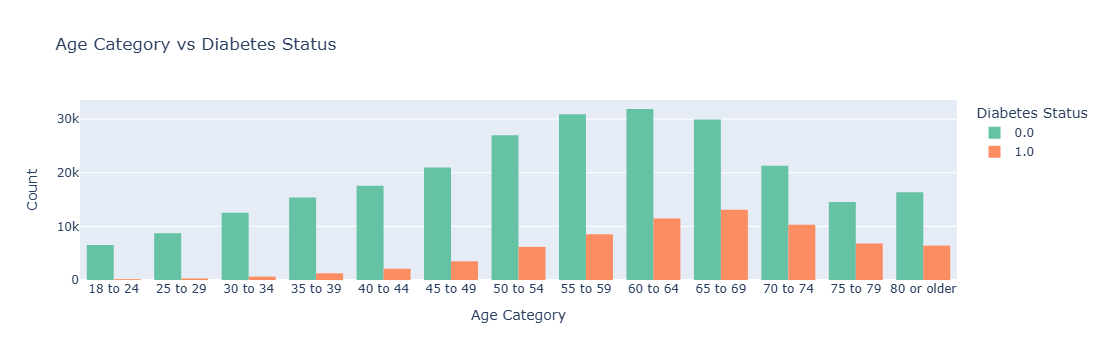 Age Category vs Diabetes Status
Diabetes Status
0.0
1.0
30k
20k
10k
0
Count
18 to 24 25 to 29 30 to 34 35 to 39 40 to 44 45 to 49 50 to 54 55 to 59 60 to 64 65 to 69 70 to 74 75 to 79 80 or older
Age Category